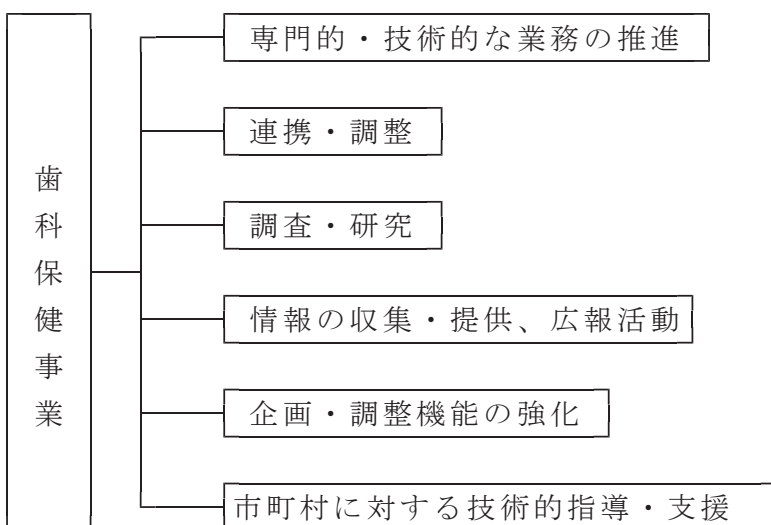 歯科保健事業
専門的・技術的な業務の推進
連携・調整
調査・研究
情報の収集・提供、広報活動
企画・調整機能の強化
市町村に対する技術的指導・支援